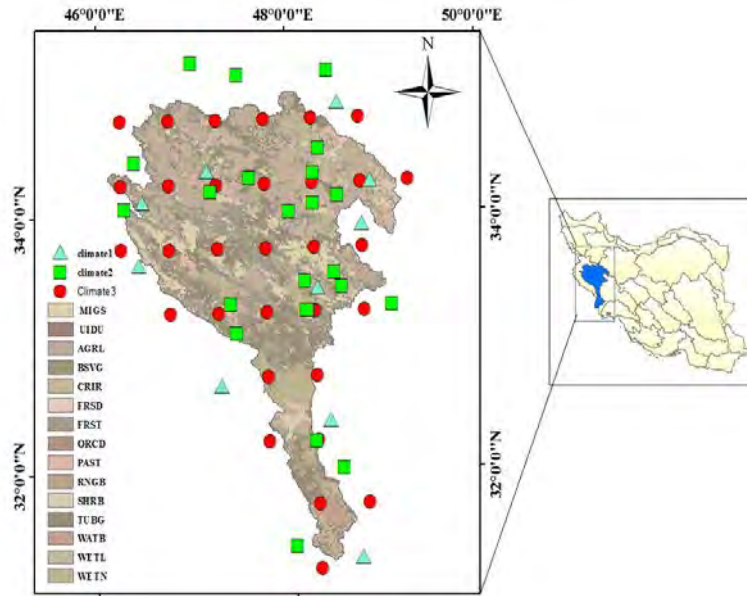 46°0'0"E
48°0'0"E
50°0'0"E
N
34°0'0"N
34°0'0"N
climate1
climate2
Climate3
MIGS
UIDU
AGRL
BSVG
CRIR
FRSD
FRST
ORCD
PAST
RNGB
SHRB
TUBG
WATB
WETL
WETN
32°0'0"N
32°0'0"N